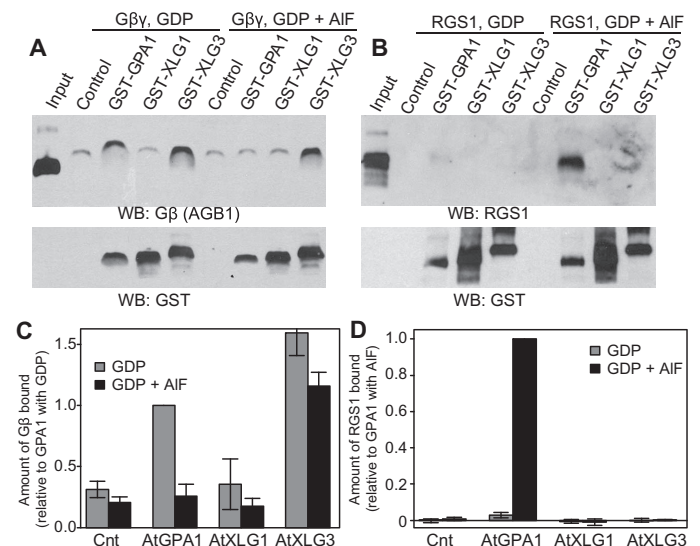 A
Gβγ, GDP
Gβγ, GDP + AlF
Input
Control
GST-GPA1
GST-XLG1
GST-XLG3
Control
GST-GPA1
GST-XLG1
GST-XLG3
WB: Gβ (AGB1)
WB: GST
B
RGS1, GDP
RGS1, GDP + AlF
Input
Control
GST-GPA1
GST-XLG1
GST-XLG3
Control
GST-GPA1
GST-XLG1
GST-XLG3
WB: RGS1
WB: GST
C
Amount of Gβ bound
(relative to GPA1 with GDP)
1.5
1.0
0.5
0.0
GDP
GDP + AlF
Cnt AtGPA1 AtXLG1 AtXLG3
D
Amount of RGS1 bound
(relative to GPA1 with AlF)
1.0
0.8
0.6
0.4
0.2
0
GDP
GDP + AlF
Cnt AtGPA1 AtXLG1 AtXLG3